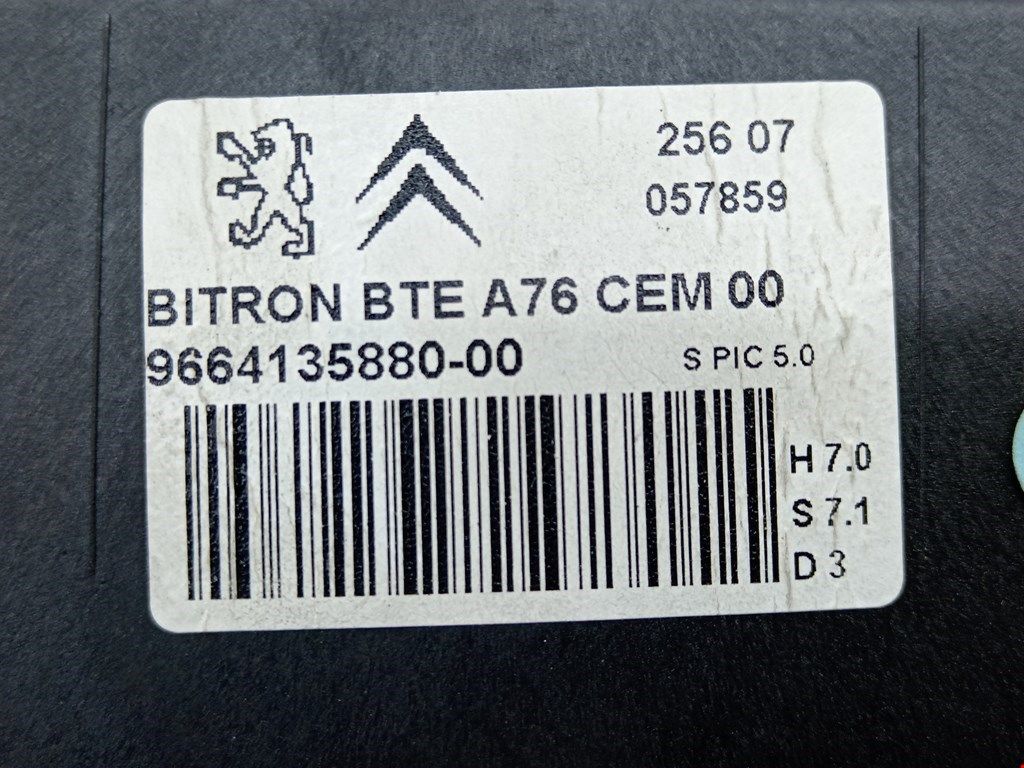 256 07
057859
BITRON BTE A76 CEM 00
9664135880-00
S PIC 5.0
H 7.0
S 7.1
D 3